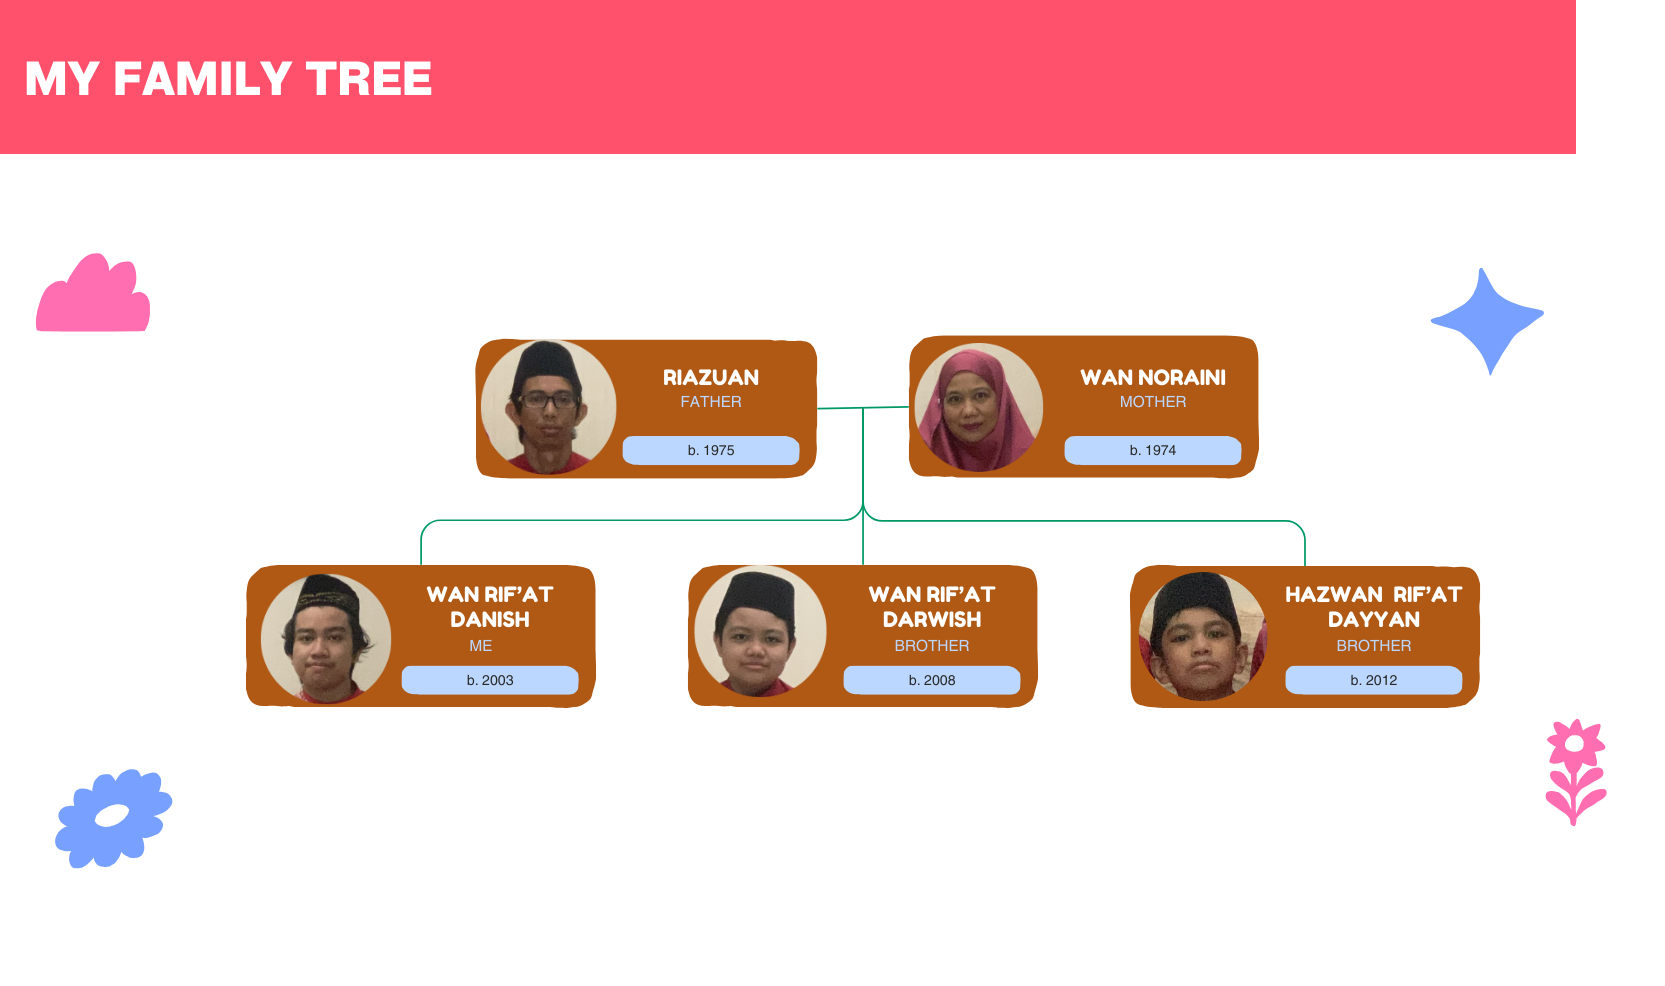 MY FAMILY TREE
RIAZUAN
FATHER
b. 1975
WAN NORAINI
MOTHER
b. 1974
WAN RIF’AT
DANISH
ME
b. 2003
WAN RIF’AT
DARWISH
BROTHER
b. 2008
HAZWAN RIF’AT
DAYYAN
BROTHER
b. 2012